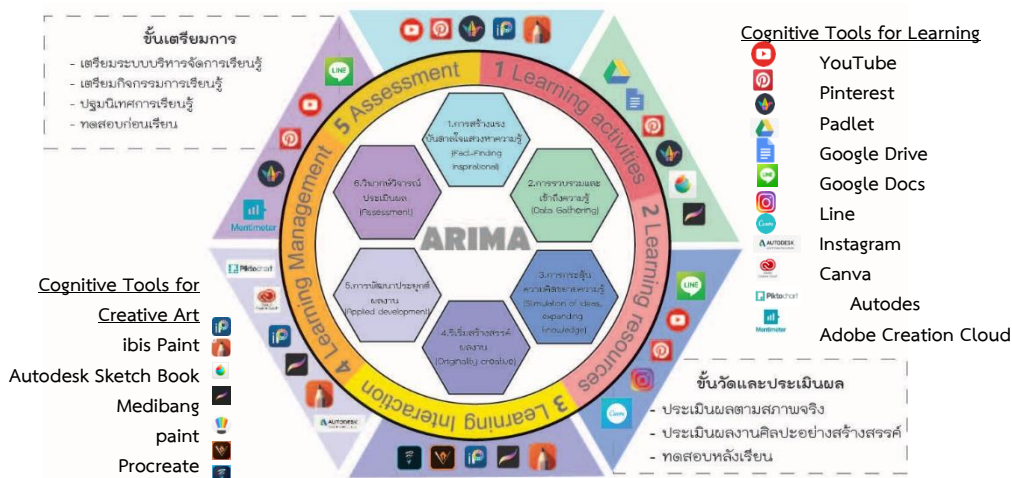 ขั้นเตรียมการ
- เตรียมระบบบริหารจัดการเรียนรู้
- เตรียมกิจกรรมการเรียนรู้
- ปฐมนิเทศการเรียนรู้
- ทดสอบก่อนเรียน
Cognitive Tools for Learning
YouTube
Pinterest
Padlet
Google Drive
Google Docs
Line
Instagram
Canva
Autodes
Adobe Creation Cloud
LINE
Canva
AUTODESK
Piktochart
Mentimeter
1 Learning activities
2 Learning resources
3 Learning Interaction
4 Learning Management
5 Assessment
1.การสร้างแรง
บันดาลใจแสวงหาความรู้
(Fact-Finding
Inspirational)
2.การรวบรวมและ
เข้าถึงความรู้
(Data Gathering)
3.การกระตุ้น
ความคิดขยายความรู้
(Simulation of ideas,
expanding
knowledge)
4.ริเริ่มสร้างสรรค์
ผลงาน
(Originality creative)
5.การพัฒนาประยุกต์
ผลงาน
(Applied development)
6.วิพากษ์วิจารณ์
ประเมินผล
(Assessment)
ARIMA
LINE
Mentimeter
Piktochart
AUTODESK
LINE
Canva
Cognitive Tools for
Creative Art
ibis Paint
Autodesk Sketch Book
Medibang
paint
Procreate
ขั้นวัดและประเมินผล
- ประเมินผลตามสภาพจริง
- ประเมินผลงานศิลปะอย่างสร้างสรรค์
- ทดสอบหลังเรียน